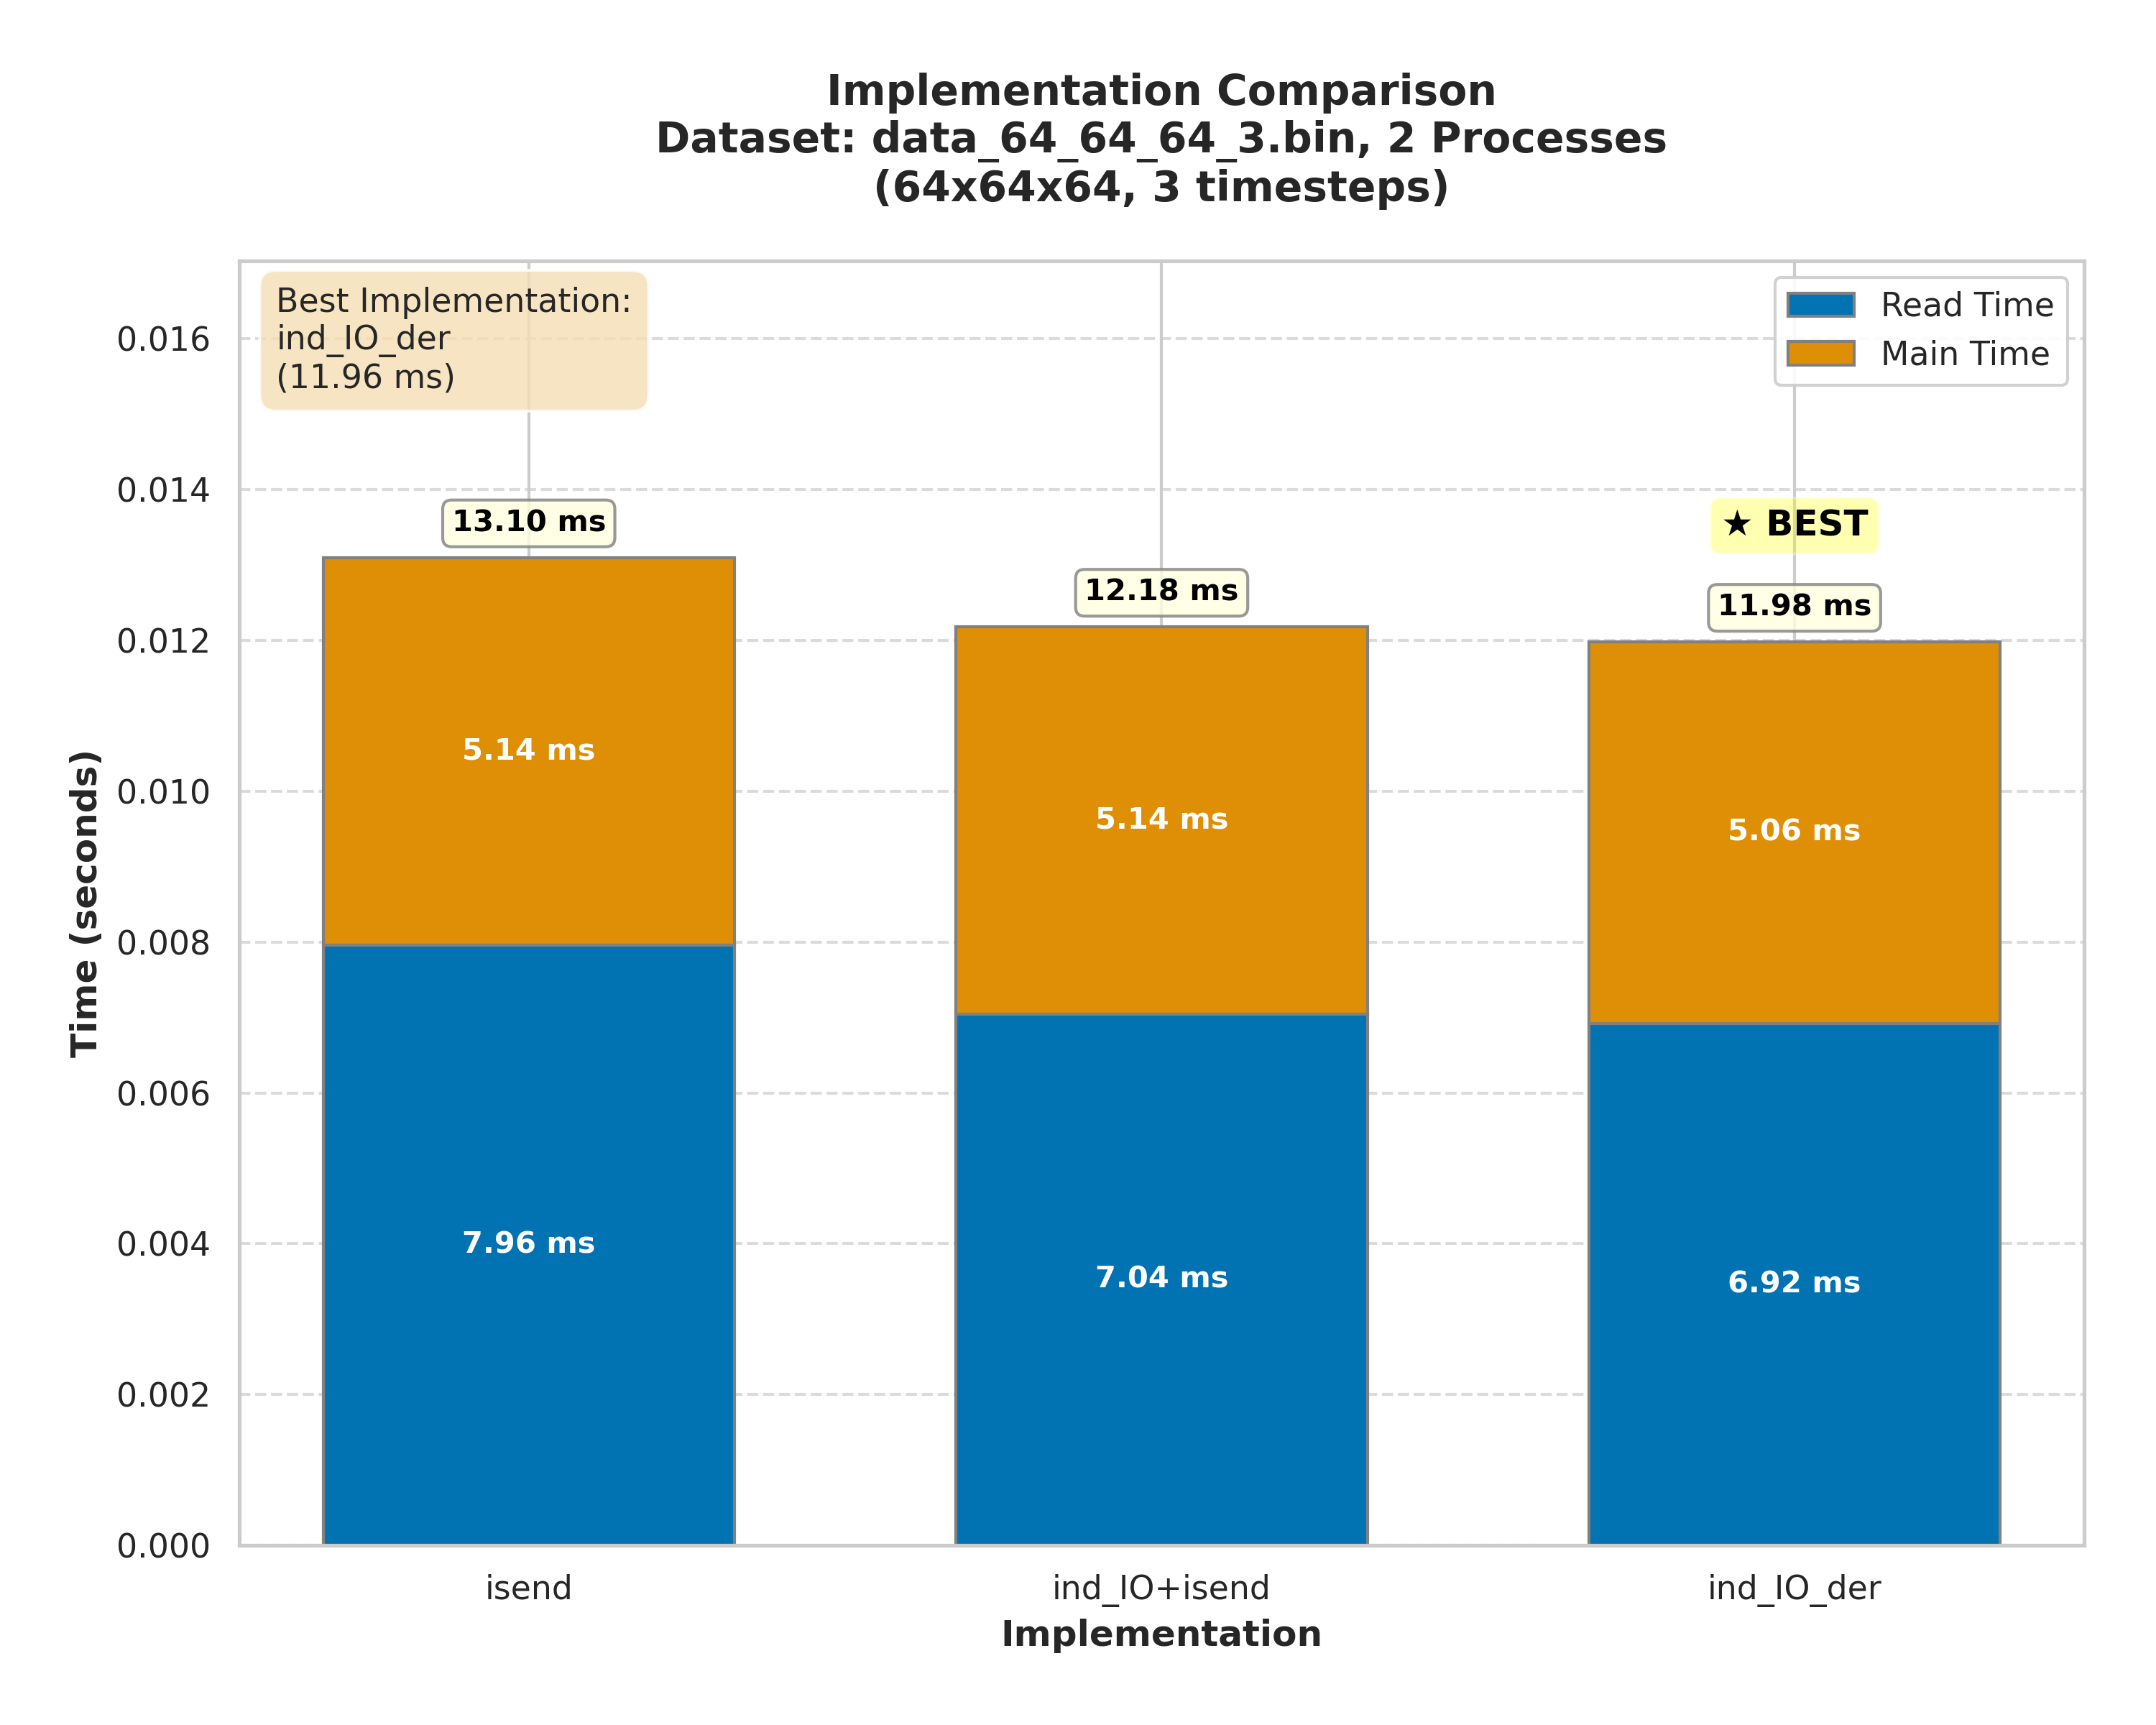 Implementation Comparison
Dataset: data_64_64_64_3.bin, 2 Processes
(64x64x64, 3 timesteps)
Best Implementation:
ind_IO_der
(11.96 ms)
Read Time
Main Time
0.016
0.014
0.012
0.010
0.008
0.006
0.004
0.002
0.000
Time (seconds)
13.10 ms
5.14 ms
7.96 ms
12.18 ms
5.14 ms
7.04 ms
★ BEST
11.98 ms
5.06 ms
6.92 ms
isend
ind_IO+isend
ind_IO_der
Implementation